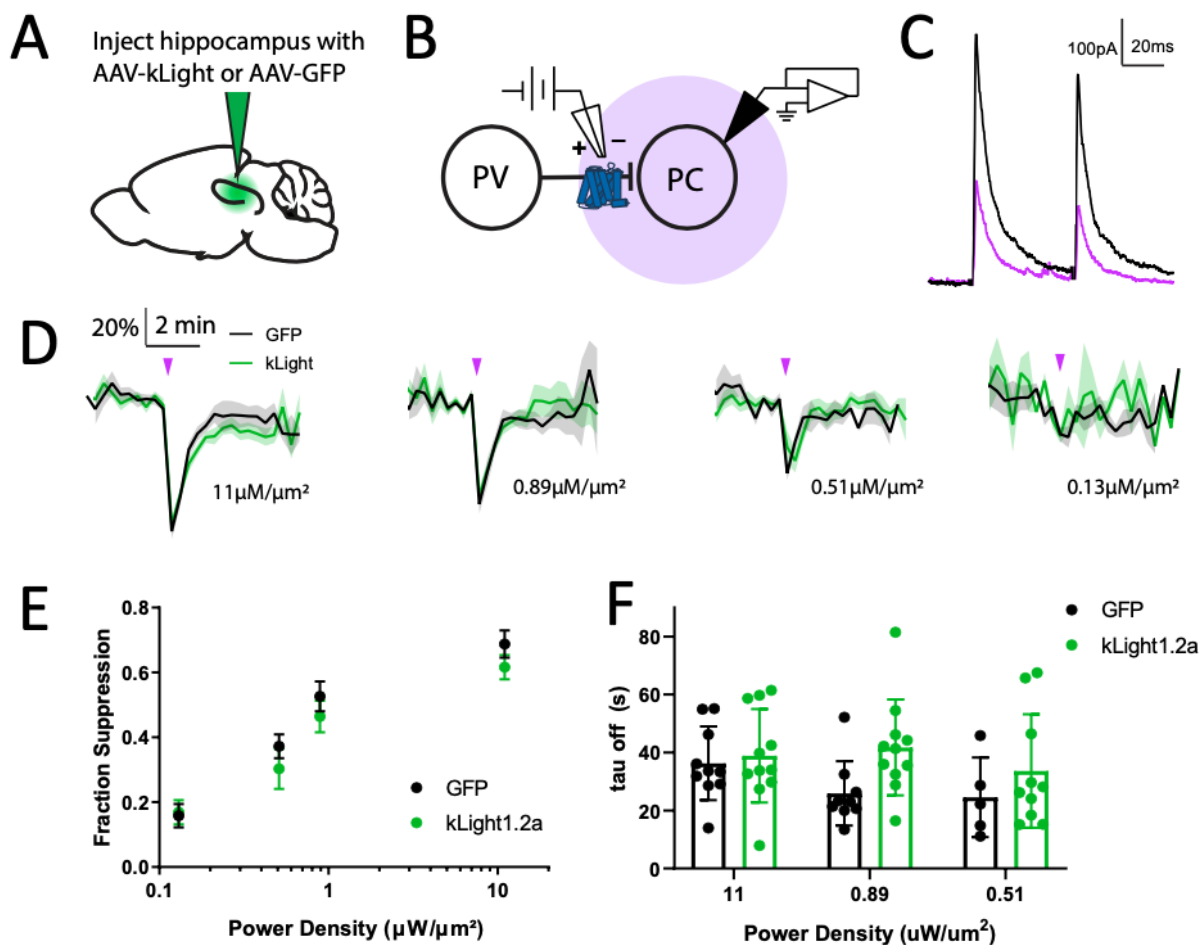 A
Inject hippocampus with
AAV-kLight or AAV-GFP
B
+
−
PV
PC
C
100pA
20ms
D
20%
2 min
GFP
kLight
11µM/µm²
0.89µM/µm²
0.51µM/µm²
0.13µM/µm²
E
Fraction Suppression
0.8
0.6
0.4
0.2
0.0
0.1
1
10
Power Density (µW/µm²)
GFP
kLight1.2a
F
tau off (s)
80
60
40
20
0
11
0.89
0.51
Power Density (uW/um²)
GFP
kLight1.2a